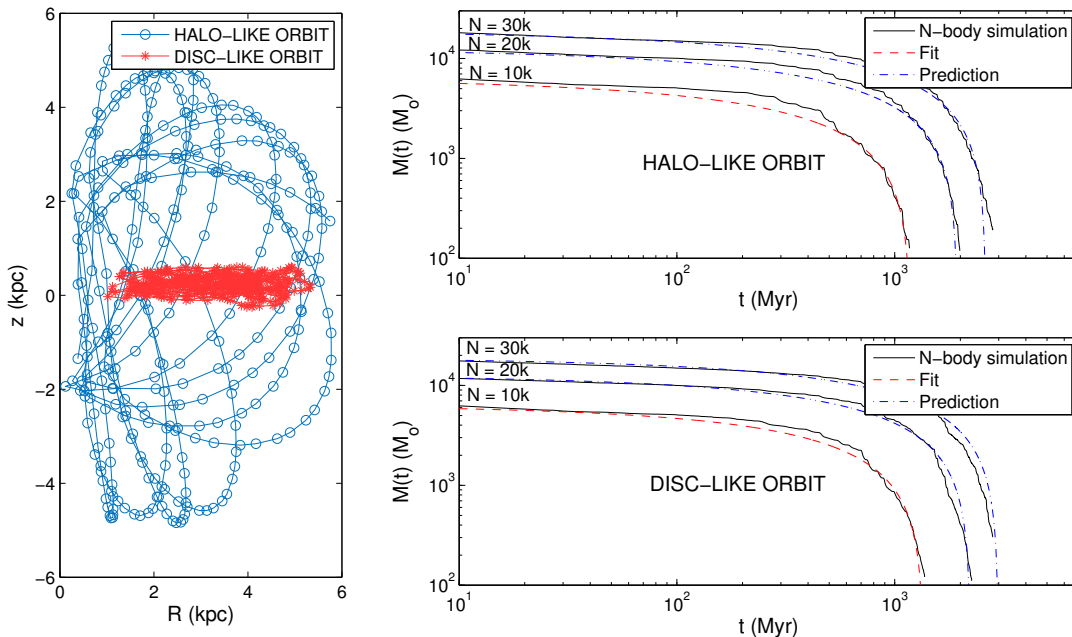 6
4
2
0
−2
−4
−6
z (kpc)
0 2 4 6
R (kpc)
HALO−LIKE ORBIT
DISC−LIKE ORBIT
10^4
10^3
10^2
M(t) (M_o)
N = 30k
N = 20k
N = 10k
HALO−LIKE ORBIT
N−body simulation
Fit
Prediction
10^1 10^2 10^3
t (Myr)
10^4
10^3
10^2
M(t) (M_o)
N = 30k
N = 20k
N = 10k
DISC−LIKE ORBIT
N−body simulation
Fit
Prediction
10^1 10^2 10^3
t (Myr)